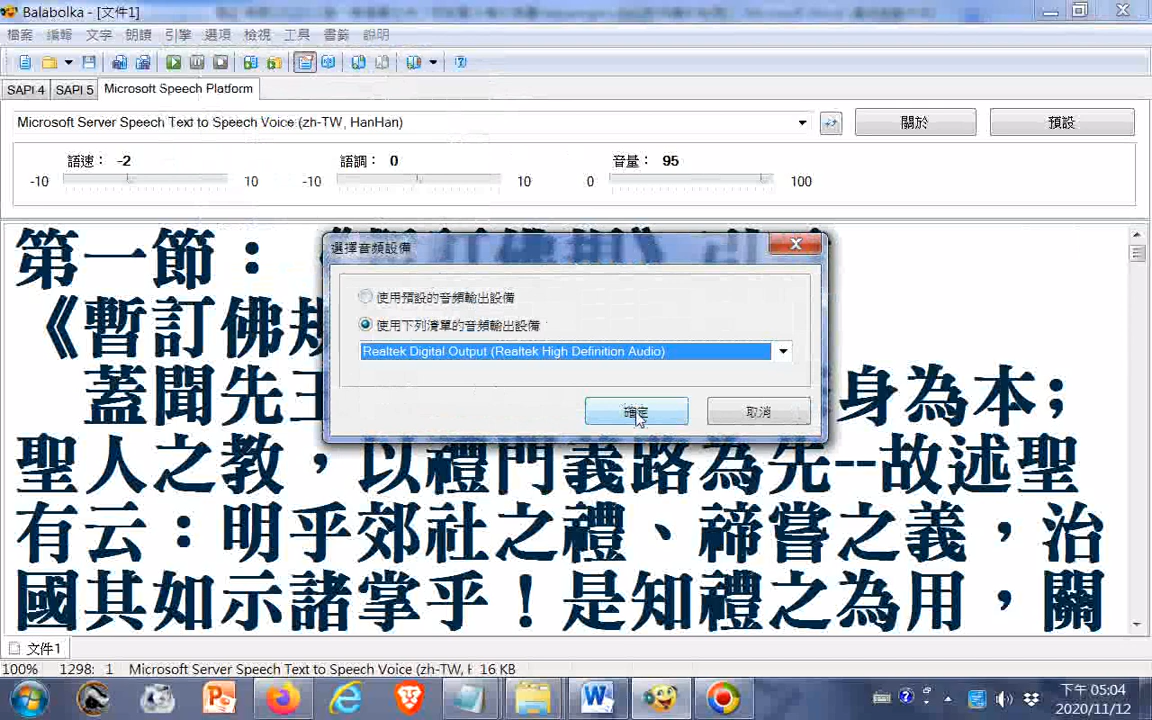 Balabolka - [文件1]
檔案 編輯 文字 朗讀 引擎 選項 檢視 工具 書籤 說明
SAPI 4 SAPI 5 Microsoft Speech Platform
Microsoft Server Speech Text to Speech Voice (zh-TW, HanHan) 關於 預設
語速： -2 語調： 0 音量： 95
-10 10 -10 10 0 100
第一節：
選擇音頻設備
使用預設的音頻輸出設備
《暫訂佛規
使用下列清單的音頻輸出設備
Realtek Digital Output (Realtek High Definition Audio)
蓋聞先王 身為本；
確定 取消
聖人之教，以禮門義路為先--故述聖
有云：明乎郊社之禮、禘嘗之義，治
國其如示諸掌乎！是知禮之為用，關
文件1
100% 1298: 1 Microsoft Server Speech Text to Speech Voice (zh-TW, 16 KB
下午 05:04
2020/11/12